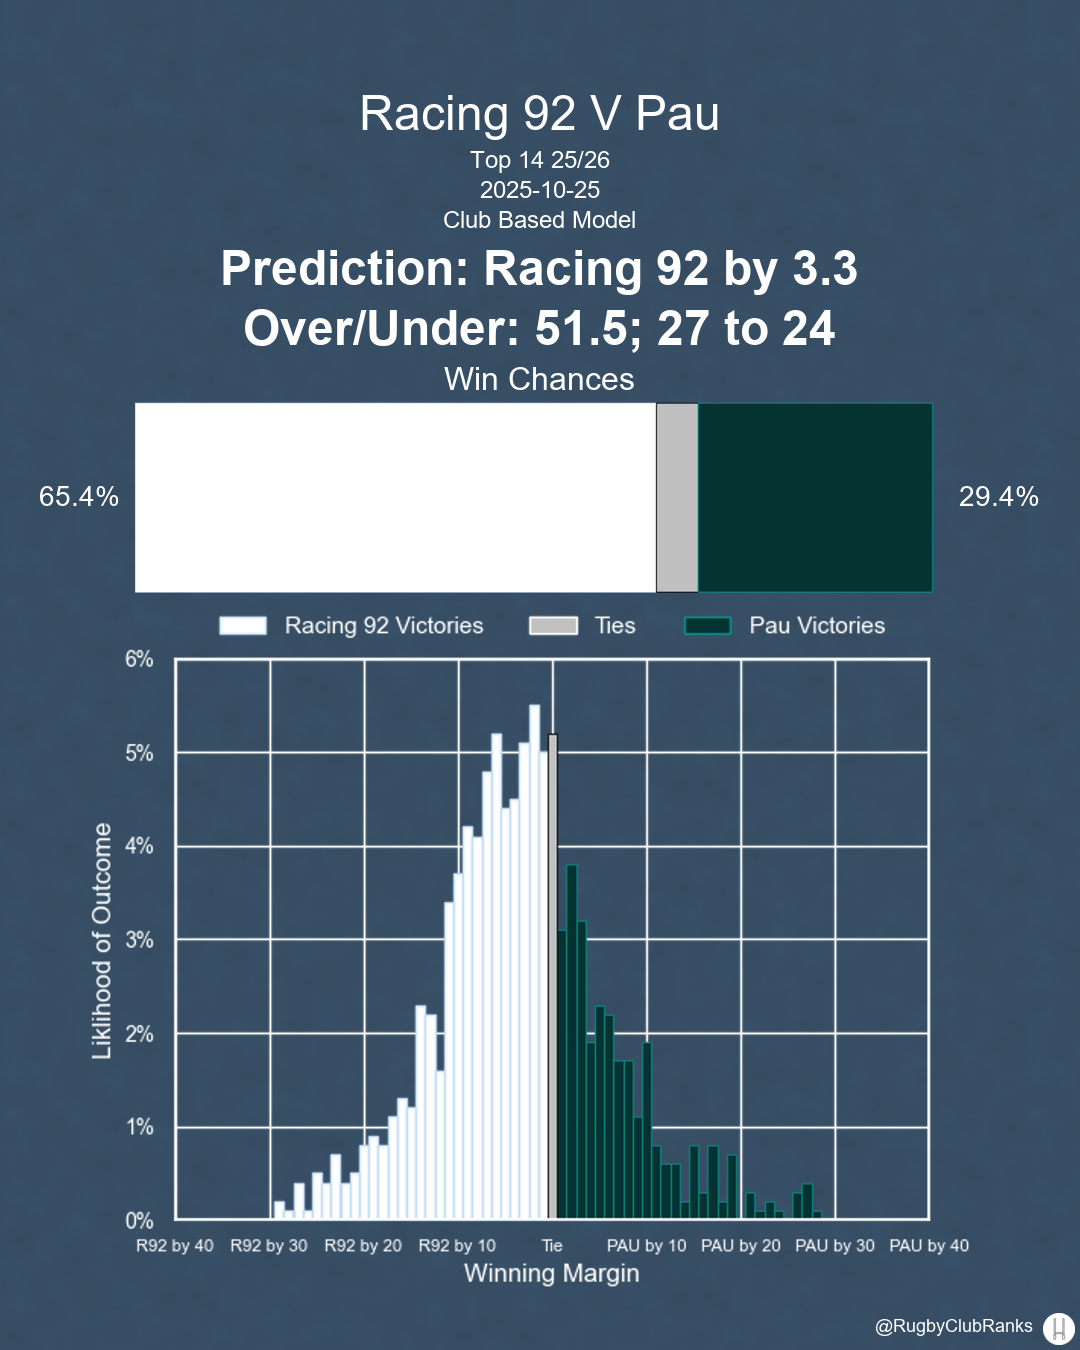 Racing 92 V Pau
Top 14 25/26
2025-10-25
Club Based Model
Prediction: Racing 92 by 3.3
Over/Under: 51.5; 27 to 24
Win Chances
65.4%
29.4%
Racing 92 Victories
Ties
Pau Victories
6%
5%
4%
3%
2%
1%
0%
Liklihood of Outcome
R92 by 40
R92 by 30
R92 by 20
R92 by 10
Tie
PAU by 10
PAU by 20
PAU by 30
PAU by 40
Winning Margin
@RugbyClubRanks